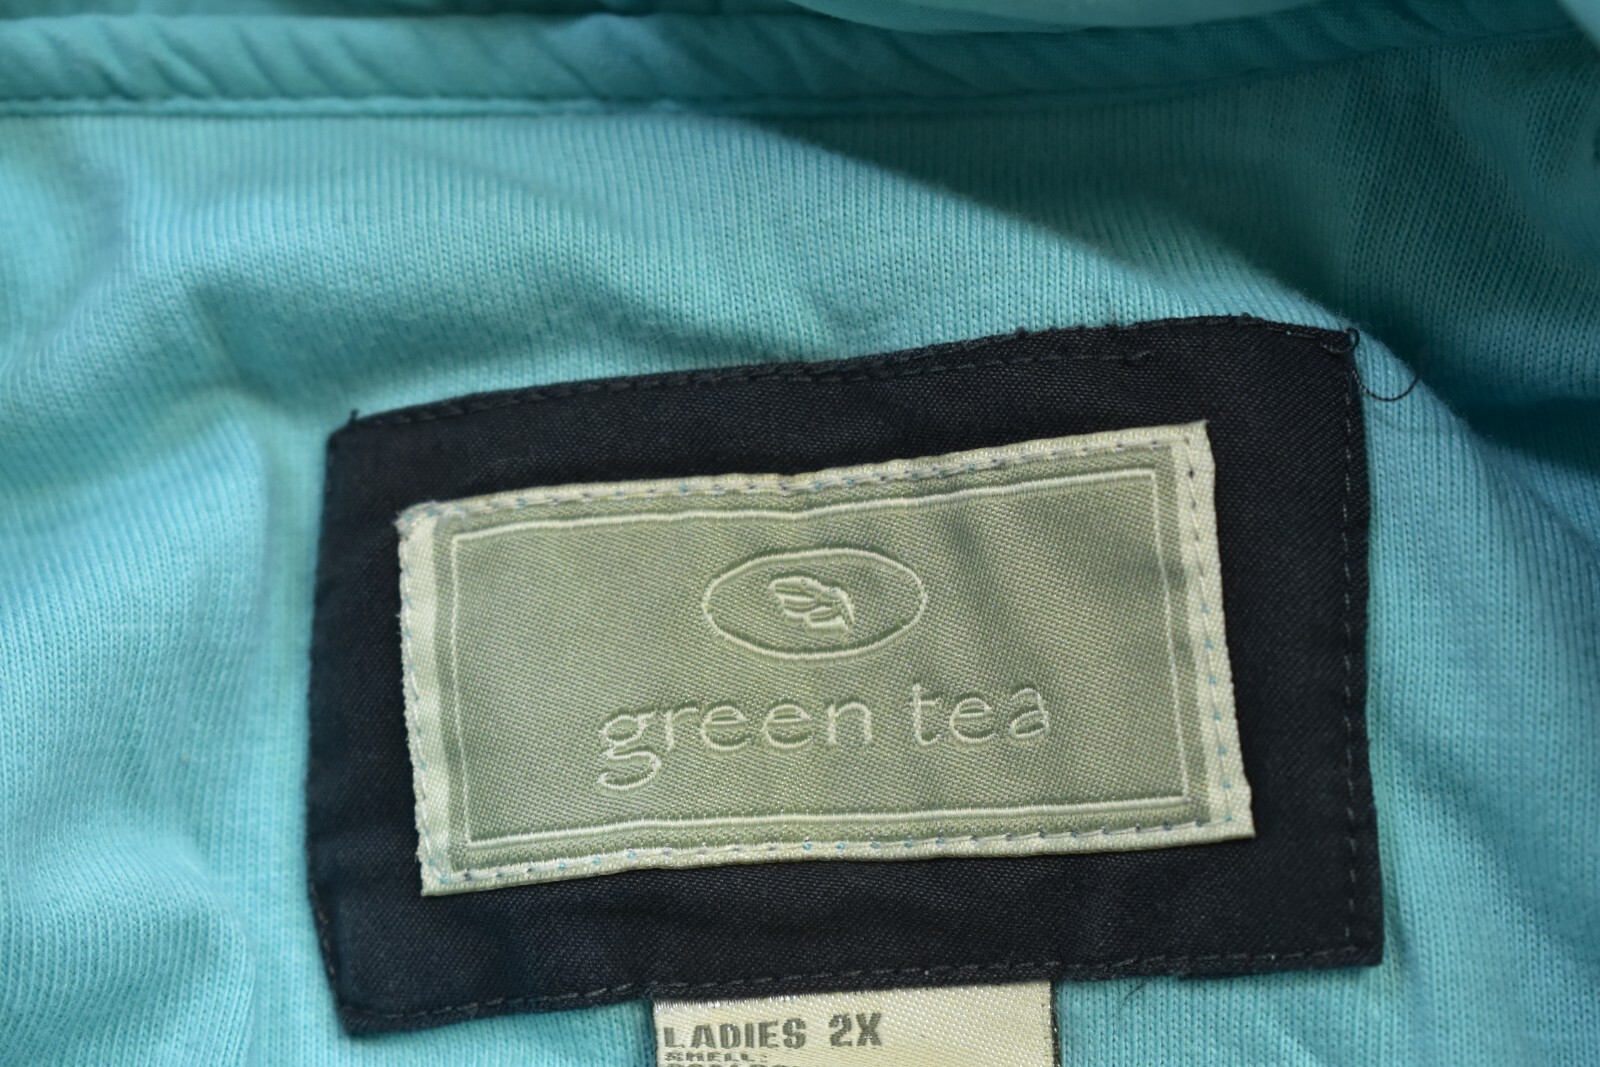 green tea
LADIES 2X
SHELL: